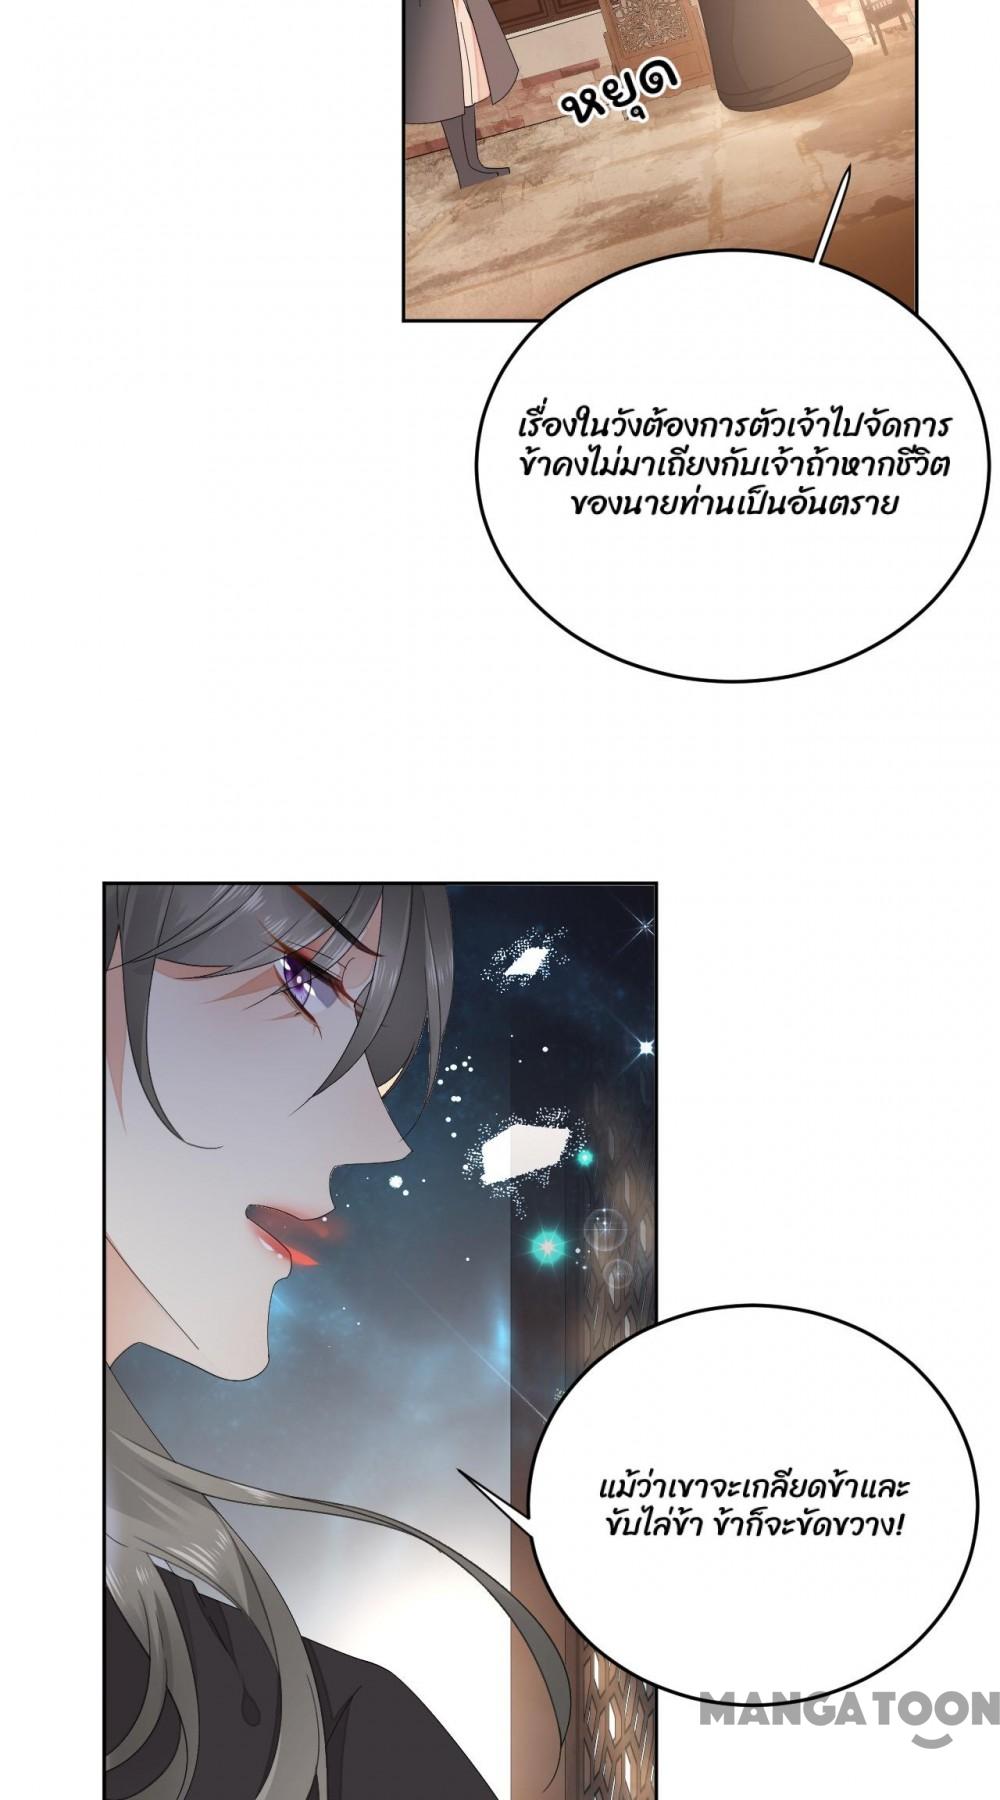 หยุด
เรื่องในวังต้องการตัวเจ้าไปจัดการ
ข้าคงไม่มาเถียงกับเจ้าถ้าหากชีวิต
ของนายท่านเป็นอันตราย
แม้ว่าเขาจะเกลียดข้าและ
ขับไล่ข้า ข้าก็จะขัดขวาง!
MANGATOON